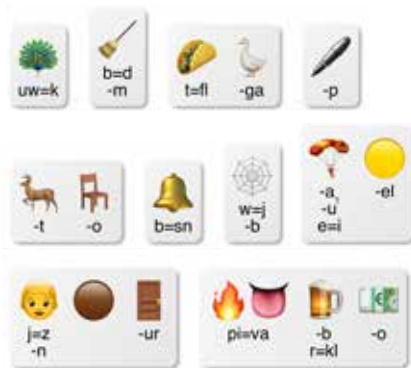 uw=k
b=d
-m
t=fl -ga
-p
-t -o
b=sn
w=j
-b
-a, -el
-u
e=i
j=z -ur
-n
pi=va -b -o
r=kl